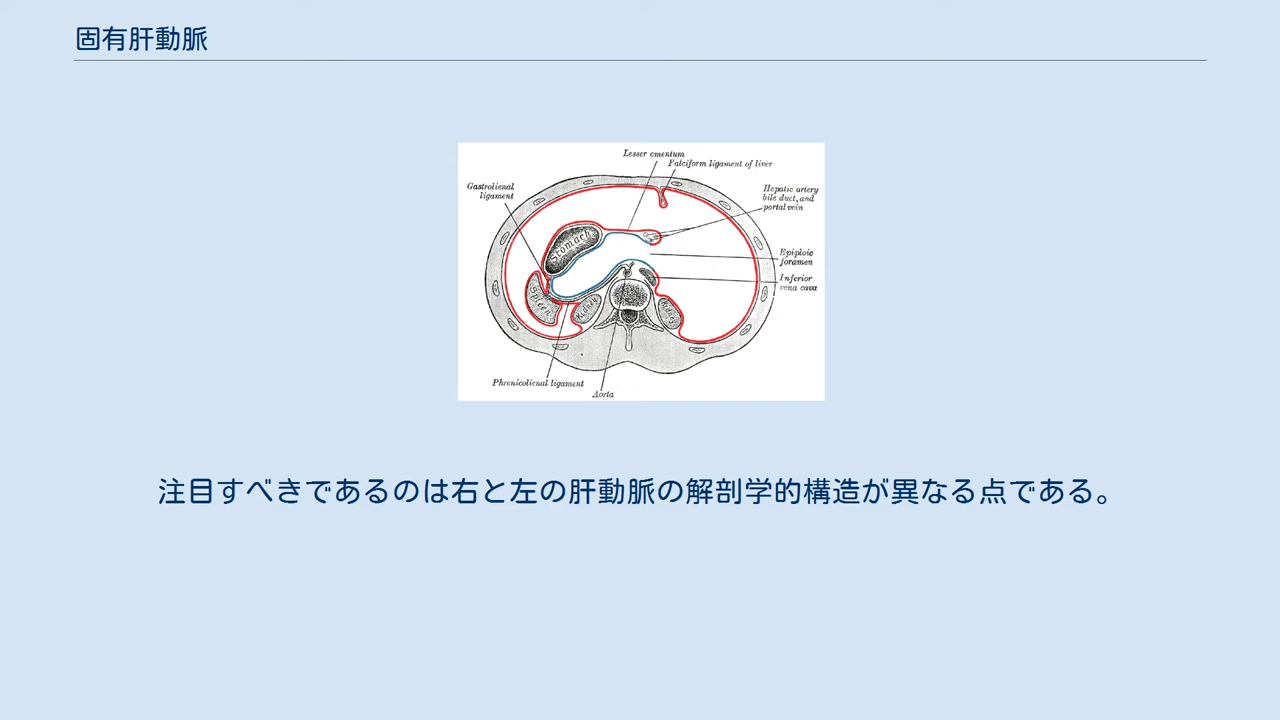 固有肝動脈
Lesser omentum
Falciform ligament of liver
Gastrolienal
ligament
Hepatic artery
bile duct, and
portal vein
Stomach
Epiploic
foramen
Inferior
vena cava
Spleen
Kidney
Kidney
Phrenicolienal ligament
Aorta
注目すべきであるのは右と左の肝動脈の解剖学的構造が異なる点である。